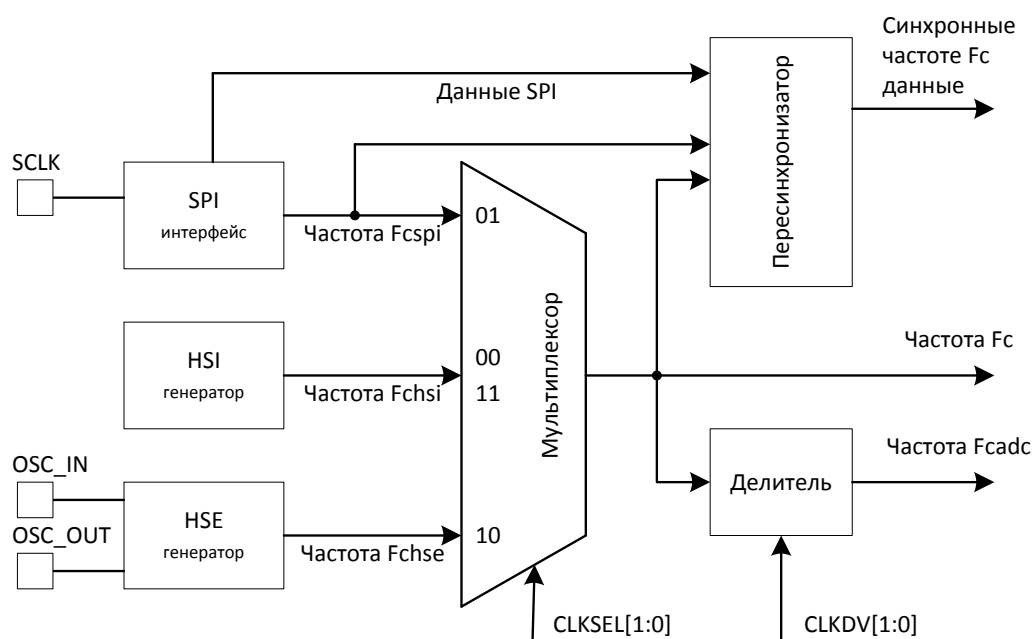 Синхронные
частоте Fc
данные
Данные SPI
Пересинхронизатор
SCLK
SPI
интерфейс
Частота Fcspi
01
HSI
генератор
Частота Fchsi
00
11
Мультиплексор
Частота Fc
OSC_IN
OSC_OUT
HSE
генератор
Частота Fchse
10
Делитель
Частота Fcadc
CLKSEL[1:0]
CLKDV[1:0]